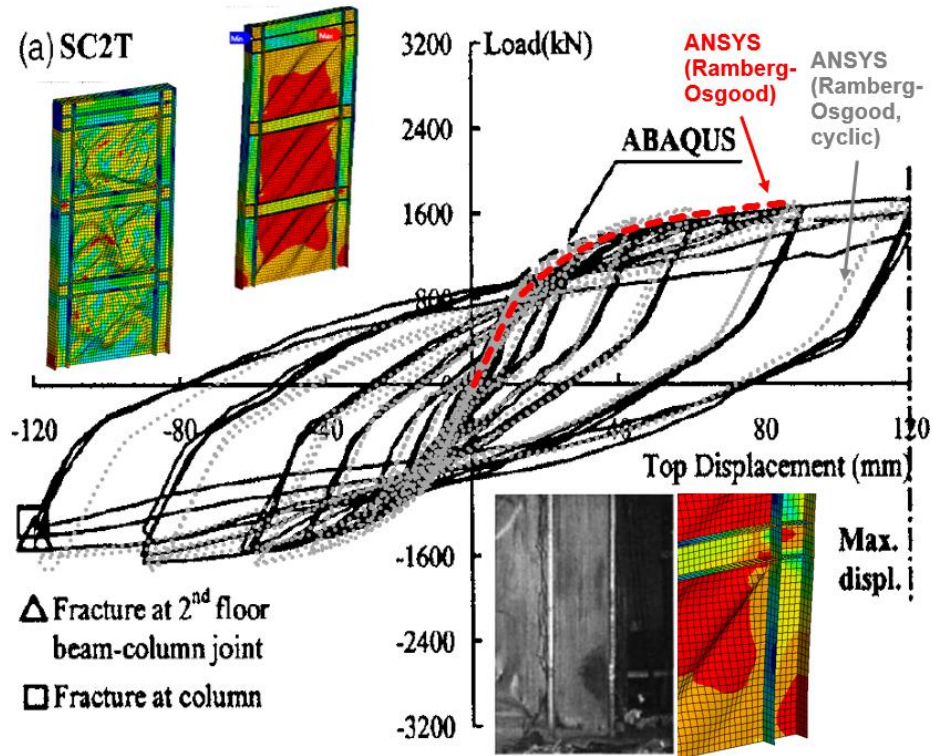 (a) SC2T
Min
Max
3200
Load(kN)
ANSYS
(Ramberg-
Osgood)
ANSYS
(Ramberg-
Osgood,
cyclic)
2400
ABAQUS
1600
800
-120
-80
-40
40
80
120
Top Displacement (mm)
-1600
Max.
displ.
△ Fracture at 2nd floor
beam-column joint
-2400
□ Fracture at column
-3200